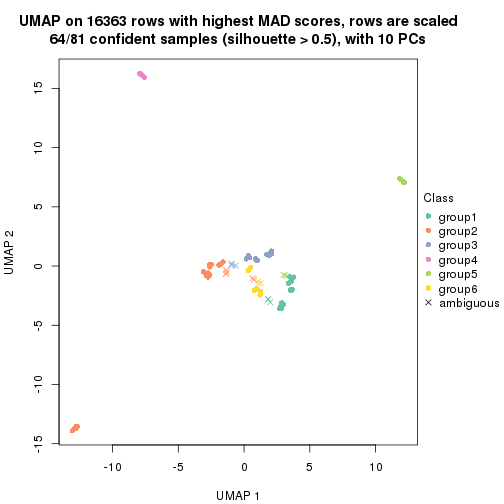 UMAP on 16363 rows with highest MAD scores, rows are scaled
64/81 confident samples (silhouette > 0.5), with 10 PCs
15
10
5
0
-5
-10
-15
UMAP 2
-10
-5
0
5
10
UMAP 1
Class
group1
group2
group3
group4
group5
group6
ambiguous